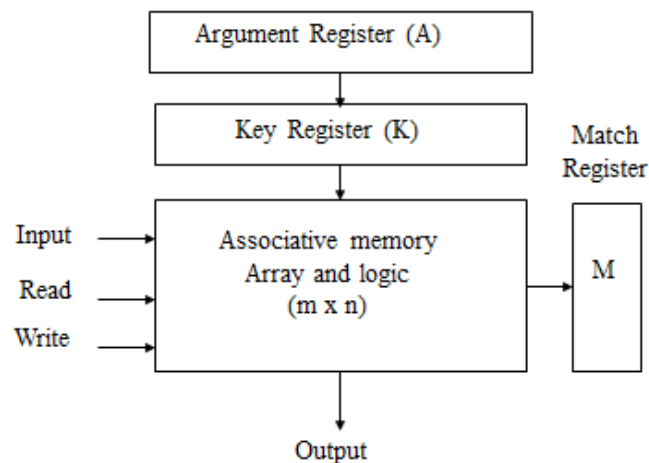 Argument Register (A)
Key Register (K)
Match
Register
Input
Read
Write
Associative memory
Array and logic
(m x n)
M
Output